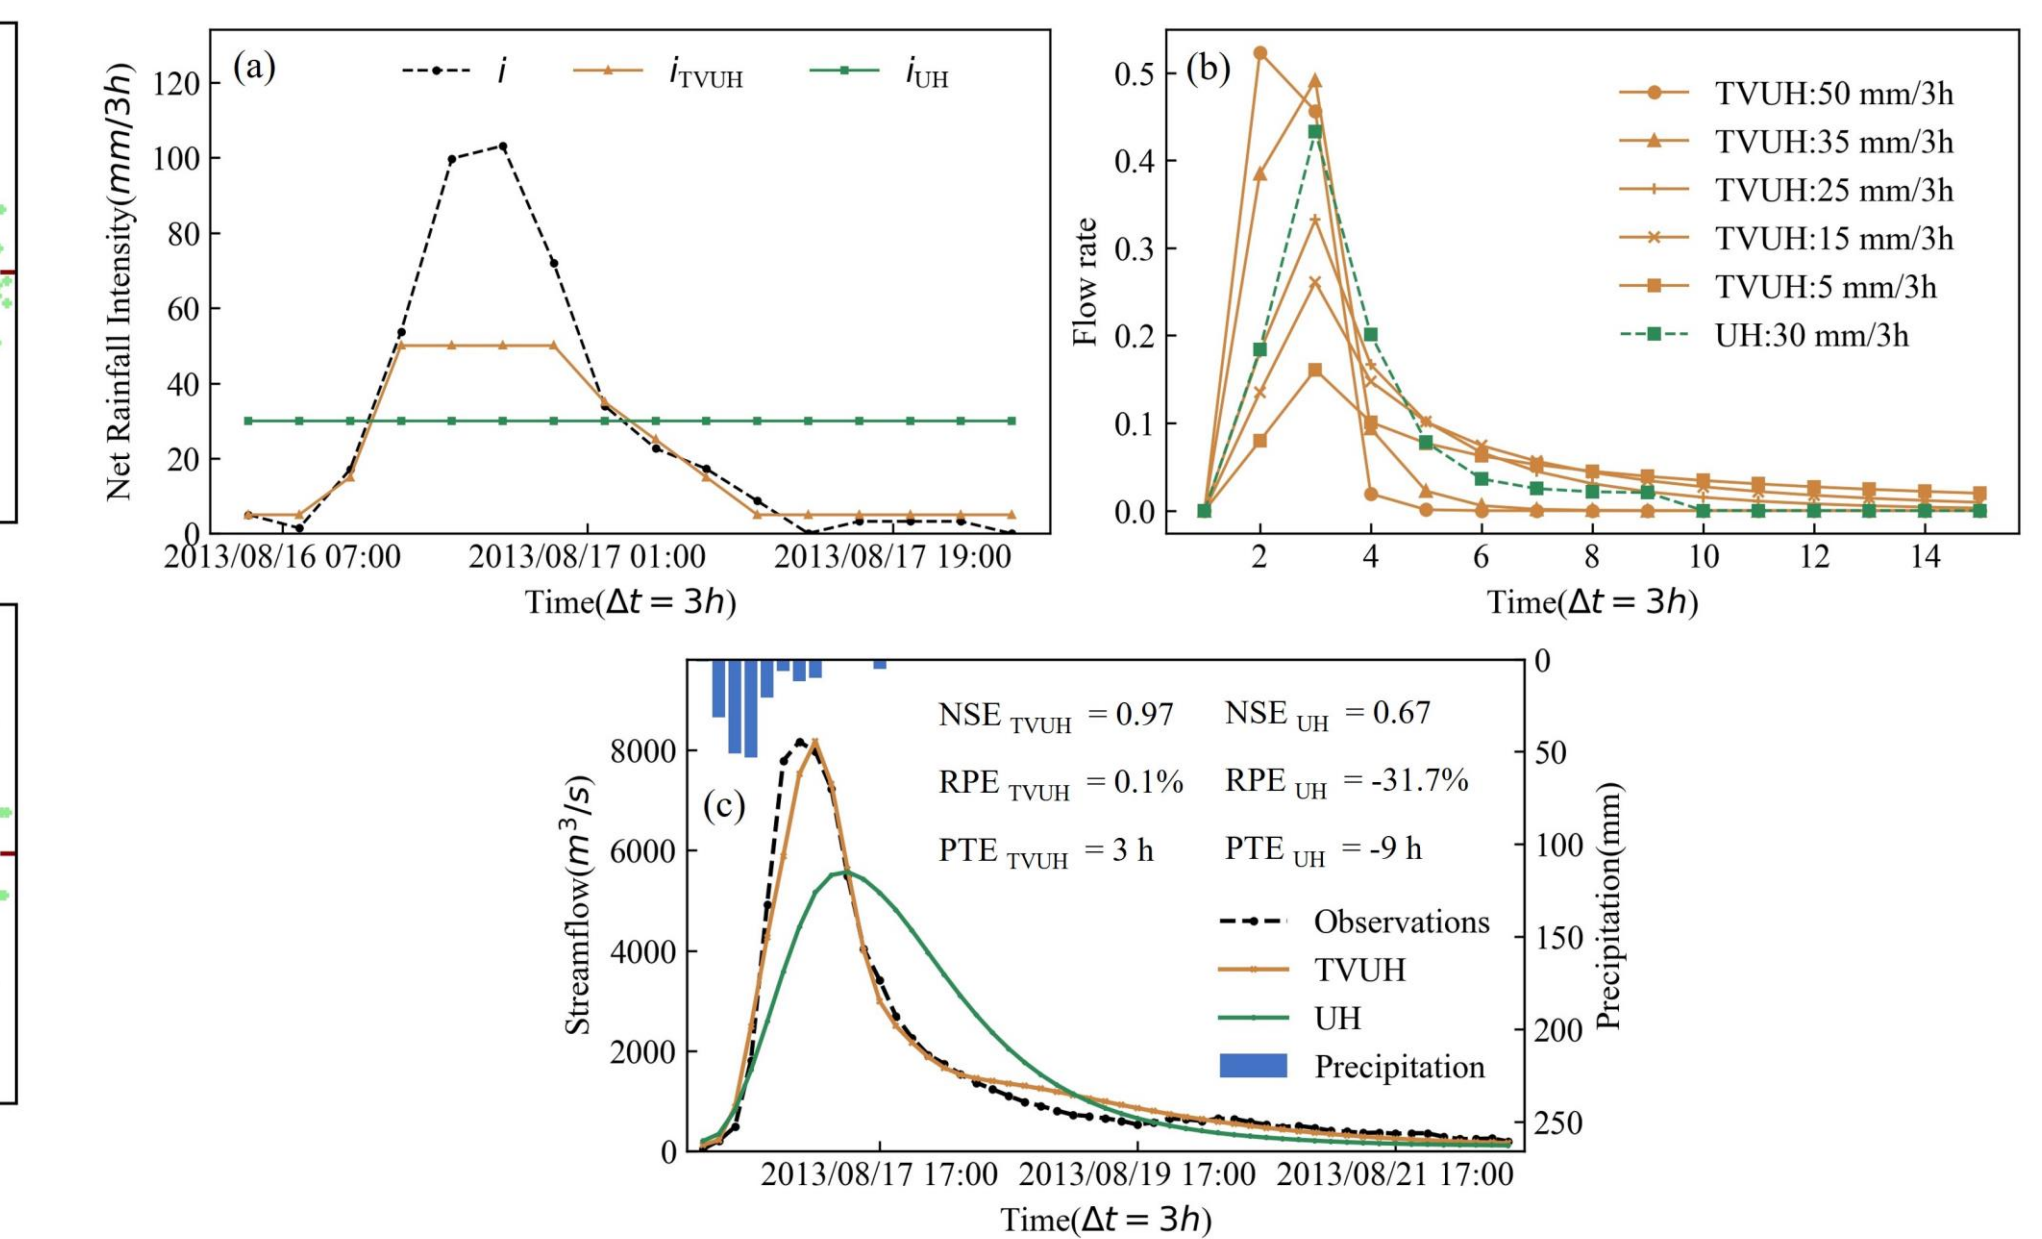 (a)
i
iTVUH
iUH
Net Rainfall Intensity(mm/3h)
120
100
80
60
40
20
0
2013/08/16 07:00
2013/08/17 01:00
2013/08/17 19:00
Time(Δt = 3h)
(b)
TVUH:50 mm/3h
TVUH:35 mm/3h
TVUH:25 mm/3h
TVUH:15 mm/3h
TVUH:5 mm/3h
UH:30 mm/3h
Flow rate
0.5
0.4
0.3
0.2
0.1
0.0
2
4
6
8
10
12
14
Time(Δt = 3h)
(c)
NSE TVUH = 0.97
NSE UH = 0.67
RPE TVUH = 0.1%
RPE UH = -31.7%
PTE TVUH = 3 h
PTE UH = -9 h
Observations
TVUH
UH
Precipitation
Streamflow(m³/s)
8000
6000
4000
2000
0
Precipitation(mm)
0
50
100
150
200
250
2013/08/17 17:00
2013/08/19 17:00
2013/08/21 17:00
Time(Δt = 3h)